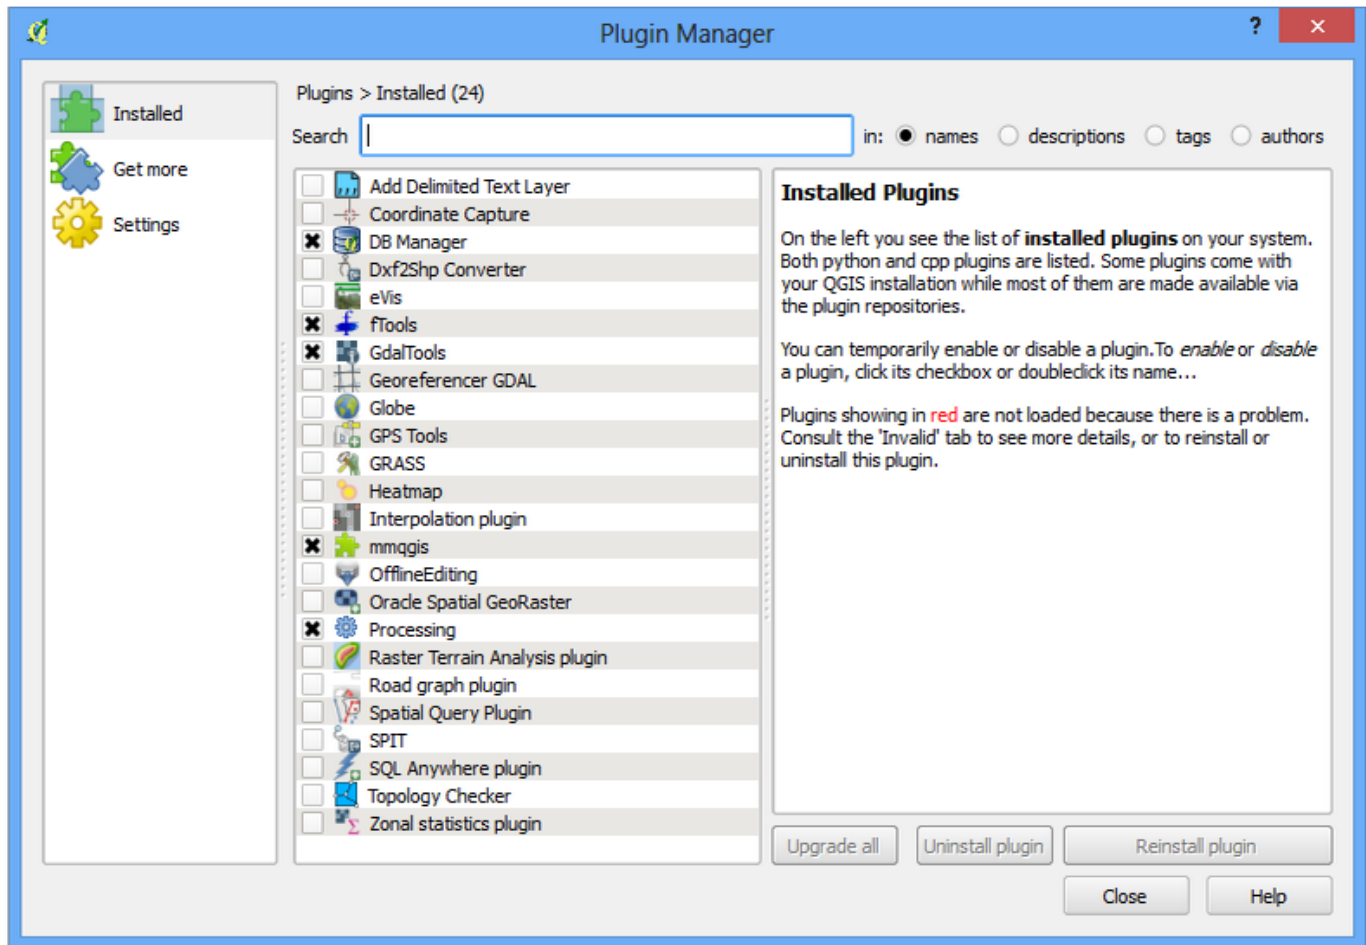 Plugin Manager
?
Installed
Get more
Settings
Plugins > Installed (24)
Search in: names descriptions tags authors
Add Delimited Text Layer
Coordinate Capture
DB Manager
Dxf2Shp Converter
eVis
fTools
GdalTools
Georeferencer GDAL
Globe
GPS Tools
GRASS
Heatmap
Interpolation plugin
mmqgis
OfflineEditing
Oracle Spatial GeoRaster
Processing
Raster Terrain Analysis plugin
Road graph plugin
Spatial Query Plugin
SPIT
SQL Anywhere plugin
Topology Checker
Zonal statistics plugin
Installed Plugins
On the left you see the list of installed plugins on your system.
Both python and cpp plugins are listed. Some plugins come with
your QGIS installation while most of them are made available via
the plugin repositories.
You can temporarily enable or disable a plugin.To enable or disable
a plugin, click its checkbox or doubleclick its name...
Plugins showing in red are not loaded because there is a problem.
Consult the 'Invalid' tab to see more details, or to reinstall or
uninstall this plugin.
Upgrade all Uninstall plugin Reinstall plugin
Close Help